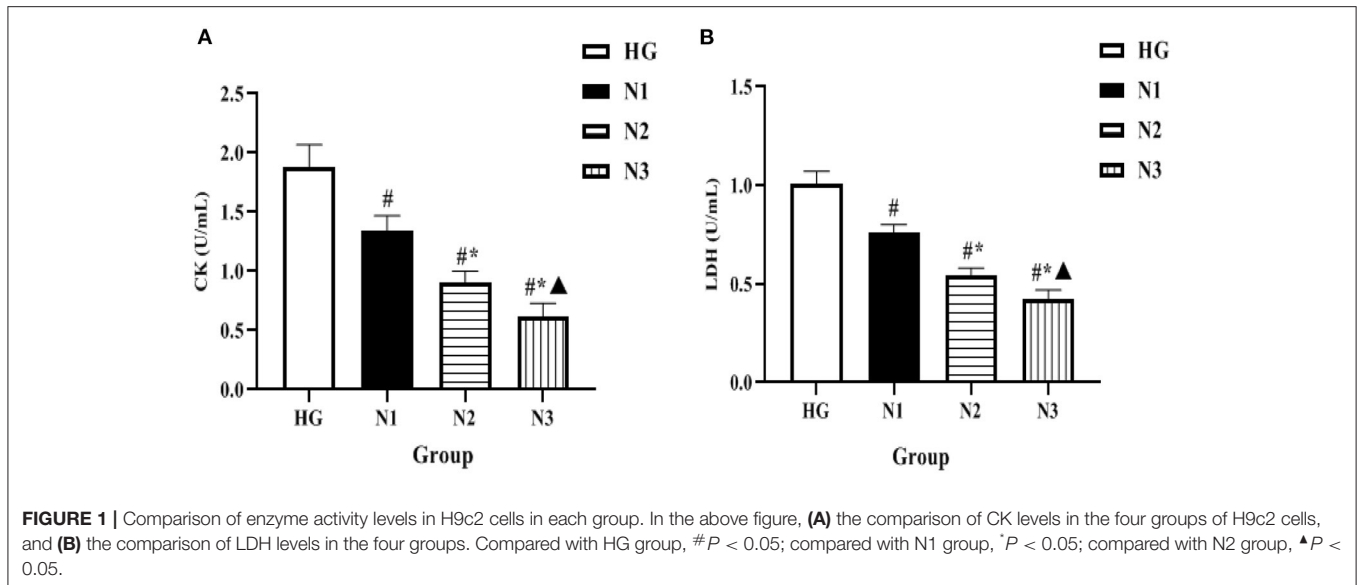 A
HG
N1
N2
N3
2.5
2.0
1.5
1.0
0.5
0.0
CK (U/mL)
#
#*
#*▲
HG N1 N2 N3
Group
B
HG
N1
N2
N3
1.5
1.0
0.5
0.0
LDH (U/mL)
#
#*
#*▲
HG N1 N2 N3
Group
FIGURE 1 | Comparison of enzyme activity levels in H9c2 cells in each group. In the above figure, (A) the comparison of CK levels in the four groups of H9c2 cells,
and (B) the comparison of LDH levels in the four groups. Compared with HG group, #P < 0.05; compared with N1 group, *P < 0.05; compared with N2 group, ▲P <
0.05.